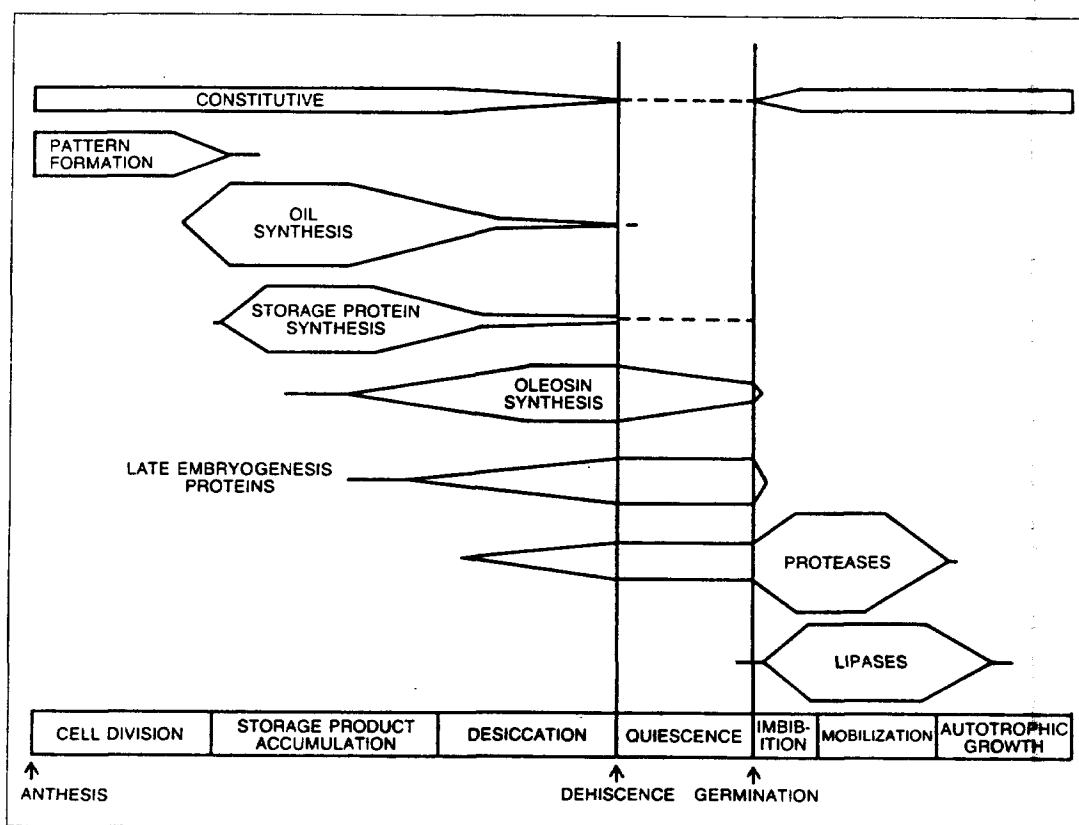 CONSTITUTIVE
PATTERN
FORMATION
OIL
SYNTHESIS
STORAGE PROTEIN
SYNTHESIS
OLEOSIN
SYNTHESIS
LATE EMBRYOGENESIS
PROTEINS
PROTEASES
LIPASES
CELL DIVISION
STORAGE PRODUCT
ACCUMULATION
DESICCATION
QUIESCENCE
IMBIB-
ITION
MOBILIZATION
AUTOTROPHIC
GROWTH
ANTHESIS
DEHISCENCE
GERMINATION